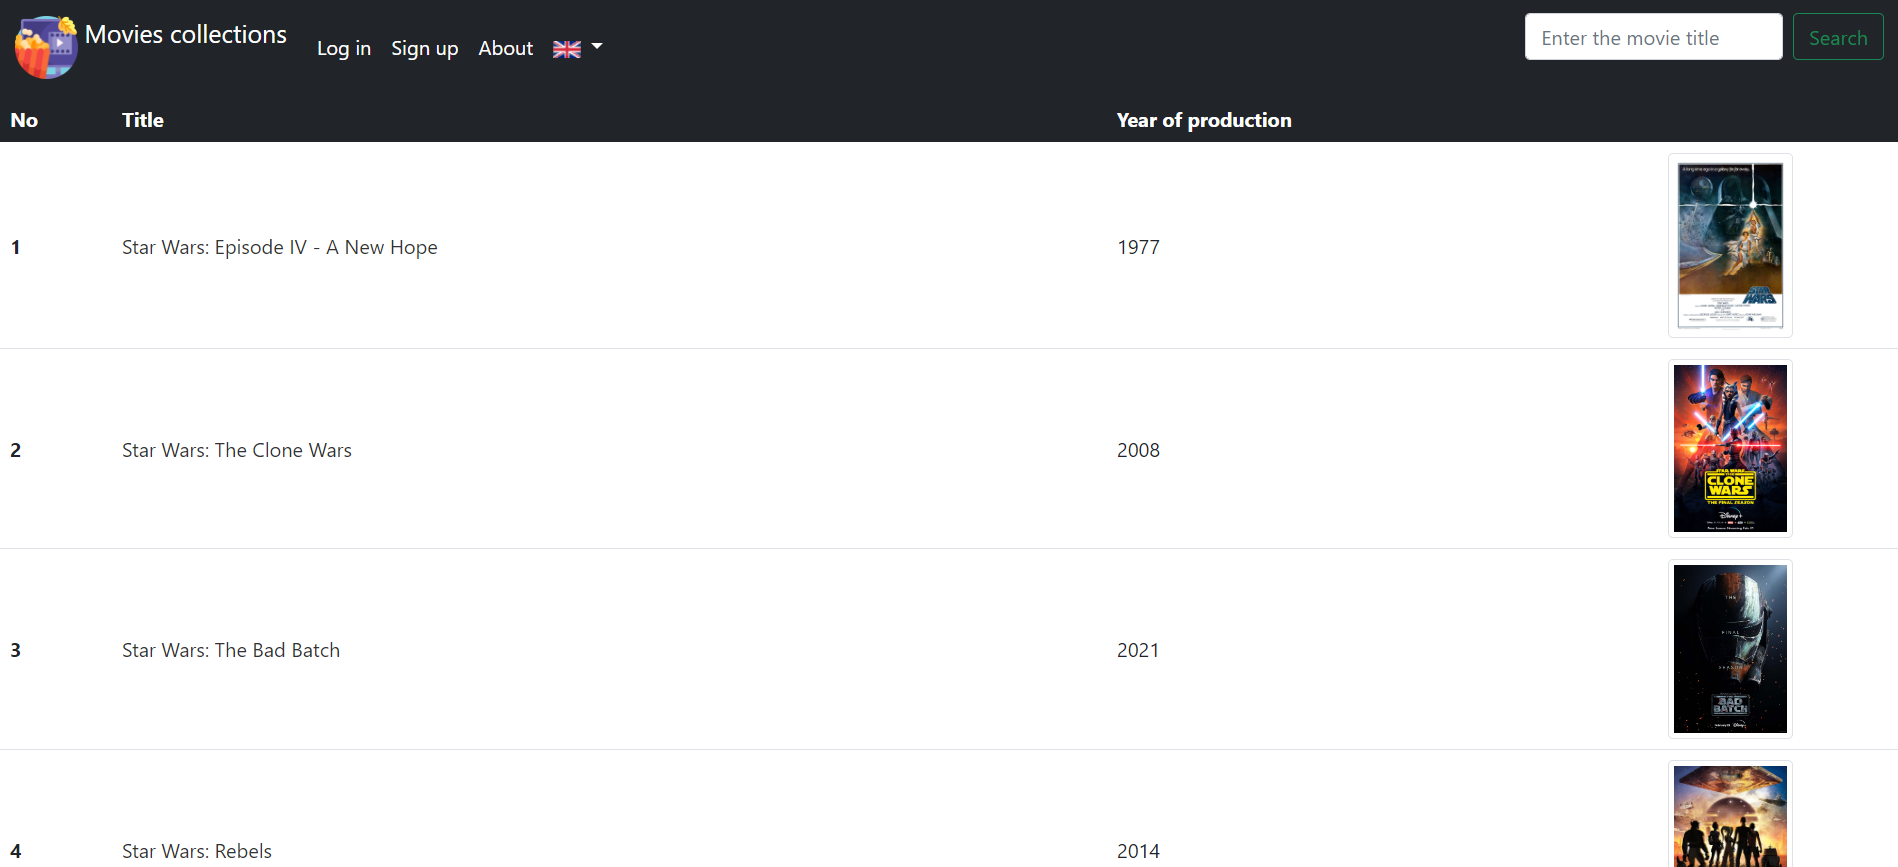 Movies collections
Log in Sign up About
Enter the movie title
Search
No Title Year of production
1 Star Wars: Episode IV - A New Hope 1977
STAR WARS
2 Star Wars: The Clone Wars 2008
STAR WARS
THE
CLONE
WARS
THE FINAL SEASON
Disney+
3 Star Wars: The Bad Batch 2021
THE
FINAL
SEASON
BAD
BATCH
4 Star Wars: Rebels 2014